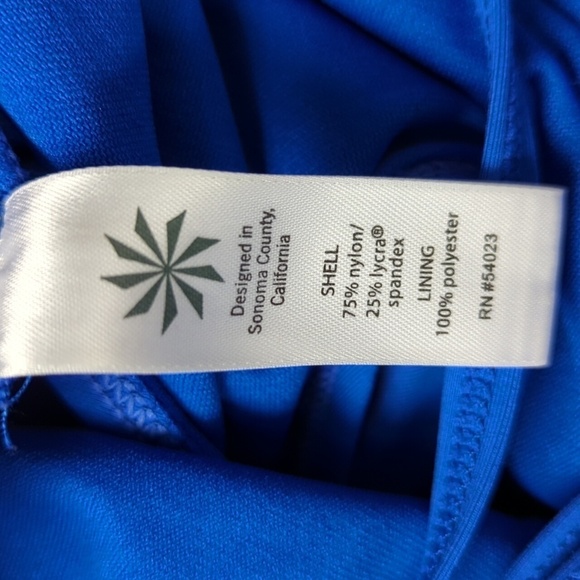 Designed in
Sonoma County,
California
SHELL
75% nylon/
25% lycra®
spandex
LINING
100% polyester
RN#54023